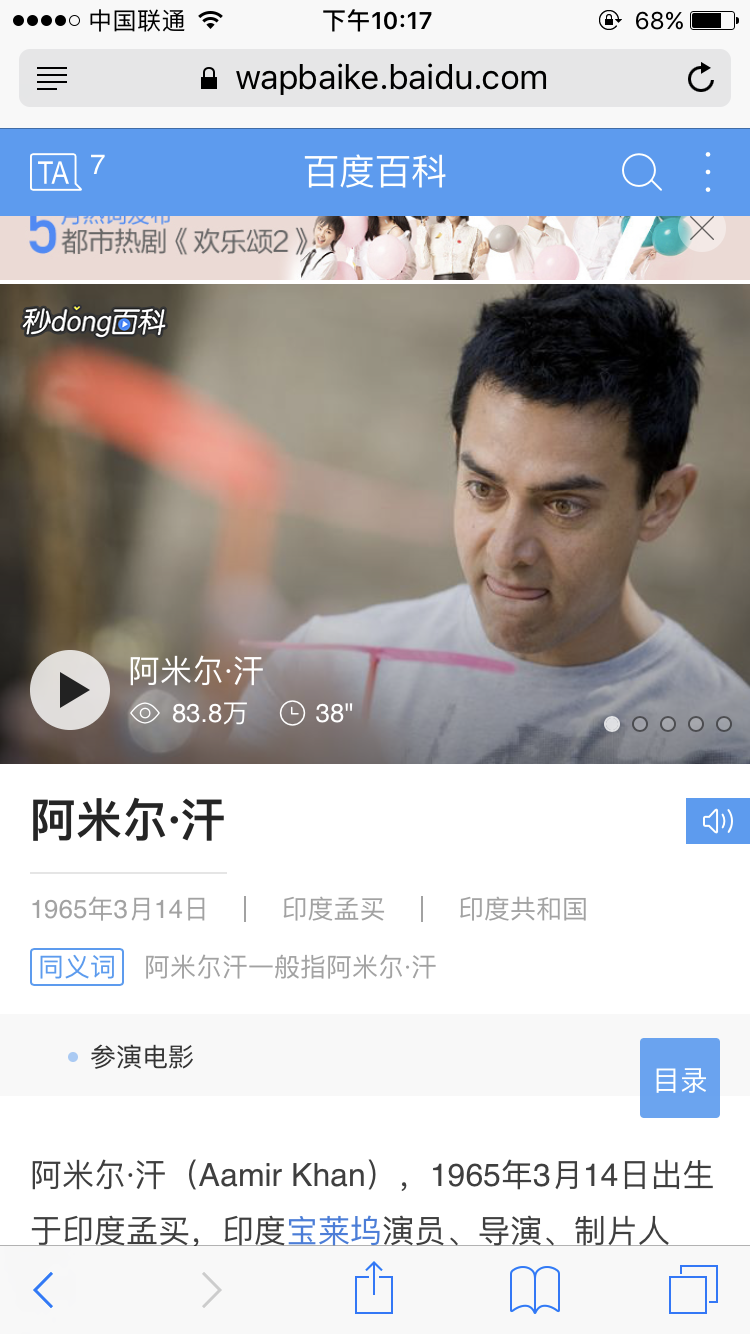 中国联通
下午10:17
68%
wapbaike.baidu.com
TA 7
百度百科
5月热词发布
都市热剧《欢乐颂2》
秒dǒng百科
阿米尔·汗
83.8万
38"
阿米尔·汗
1965年3月14日 | 印度孟买 | 印度共和国
同义词 阿米尔汗一般指阿米尔·汗
参演电影
目录
阿米尔·汗（Aamir Khan），1965年3月14日出生
于印度孟买，印度宝莱坞演员、导演、制片人